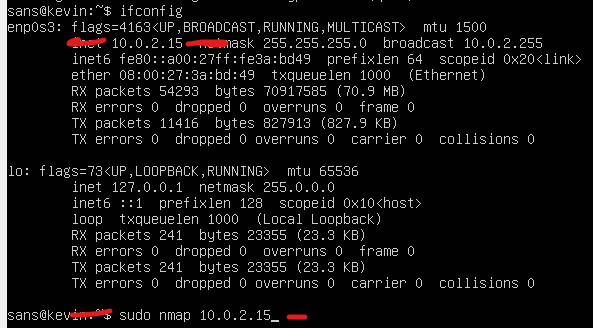 sans@kevin:~$ ifconfig
enp0s3: flags=4163<UP,BROADCAST,RUNNING,MULTICAST>  mtu 1500
inet 10.0.2.15  netmask 255.255.255.0  broadcast 10.0.2.255
inet6 fe80::a00:27ff:fe3a:bd49  prefixlen 64  scopeid 0x20<link>
ether 08:00:27:3a:bd:49  txqueuelen 1000  (Ethernet)
RX packets 54293  bytes 70917585 (70.9 MB)
RX errors 0  dropped 0  overruns 0  frame 0
TX packets 11416  bytes 827913 (827.9 KB)
TX errors 0  dropped 0 overruns 0  carrier 0  collisions 0
lo: flags=73<UP,LOOPBACK,RUNNING>  mtu 65536
inet 127.0.0.1  netmask 255.0.0.0
inet6 ::1  prefixlen 128  scopeid 0x10<host>
loop  txqueuelen 1000  (Local Loopback)
RX packets 241  bytes 23355 (23.3 KB)
RX errors 0  dropped 0  overruns 0  frame 0
TX packets 241  bytes 23355 (23.3 KB)
TX errors 0  dropped 0 overruns 0  carrier 0  collisions 0
sans@kevin:~$ sudo nmap 10.0.2.15_